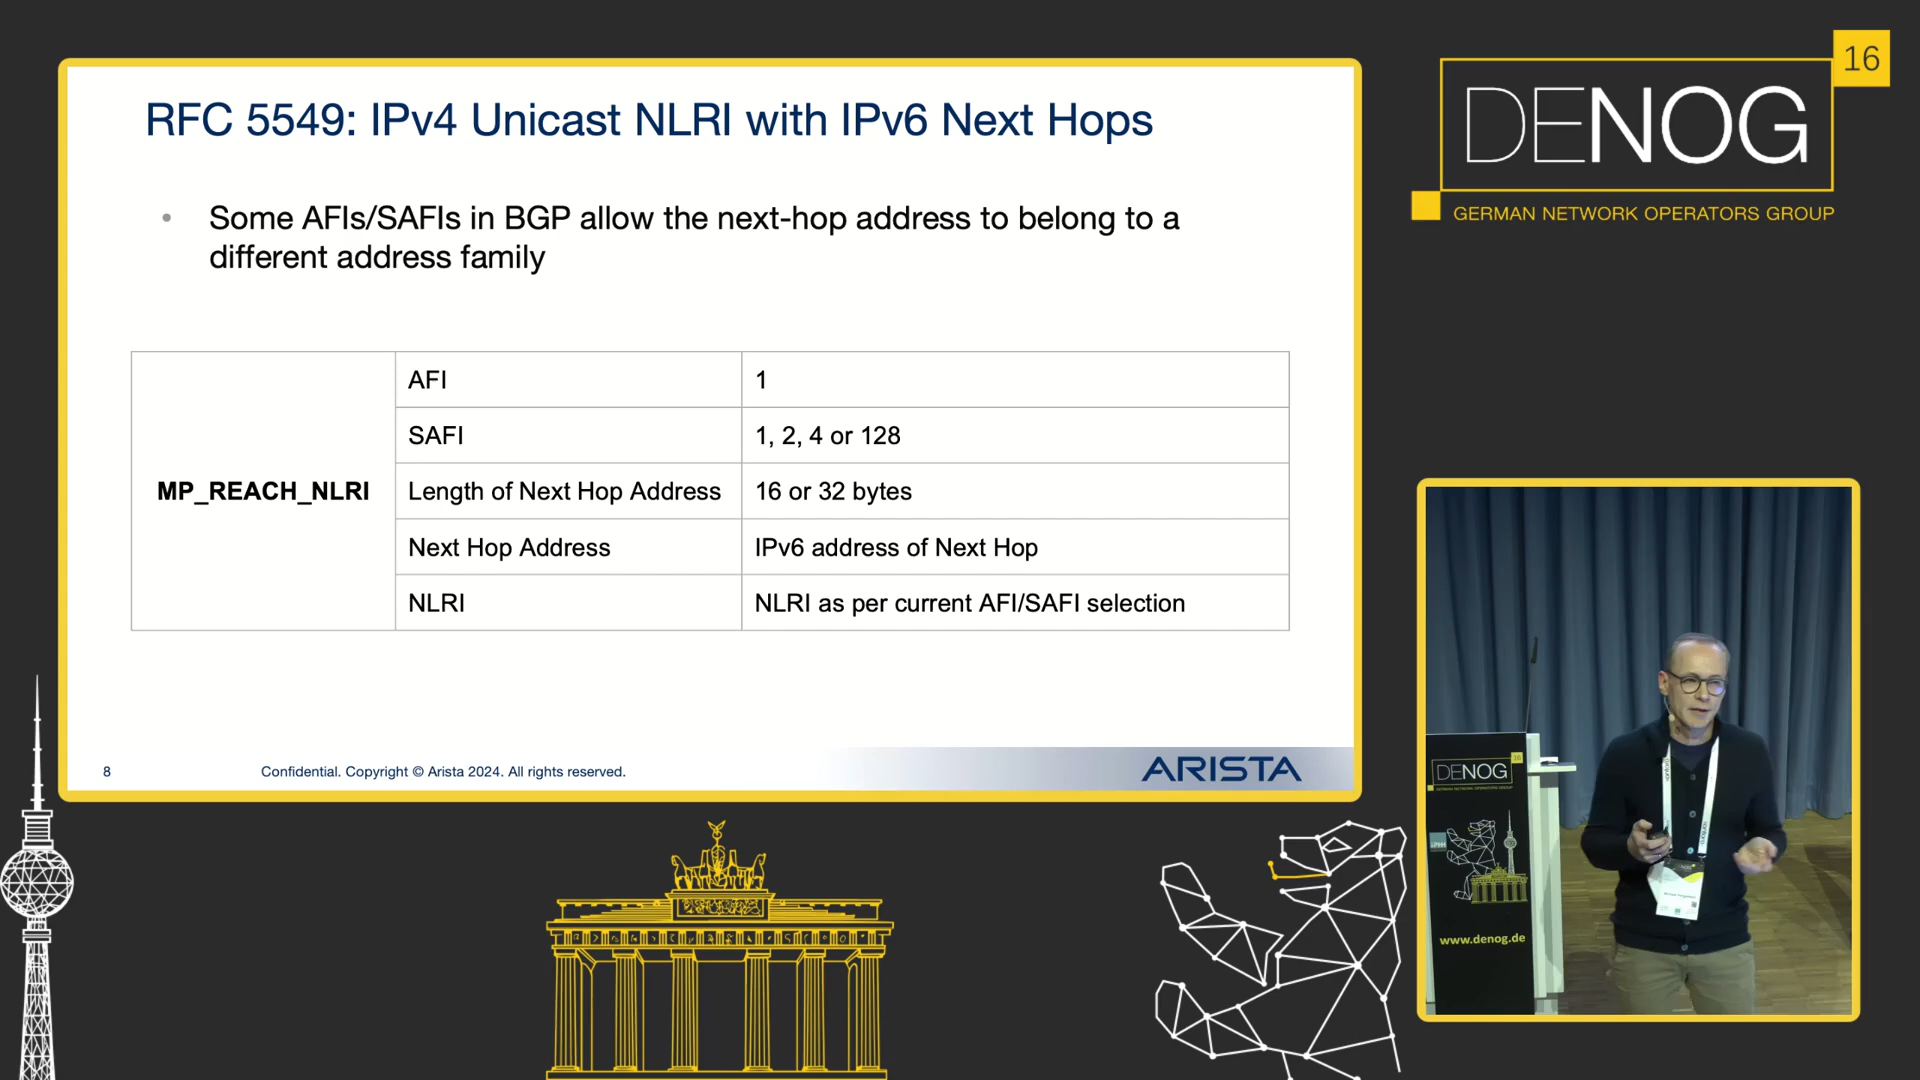 RFC 5549: IPv4 Unicast NLRI with IPv6 Next Hops
• Some AFIs/SAFIs in BGP allow the next-hop address to belong to a
different address family
MP_REACH_NLRI
AFI
1
SAFI
1, 2, 4 or 128
Length of Next Hop Address
16 or 32 bytes
Next Hop Address
IPv6 address of Next Hop
NLRI
NLRI as per current AFI/SAFI selection
8
Confidential. Copyright © Arista 2024. All rights reserved.
ARISTA
16
DENOG
GERMAN NETWORK OPERATORS GROUP
DENOG
16
www.denog.de